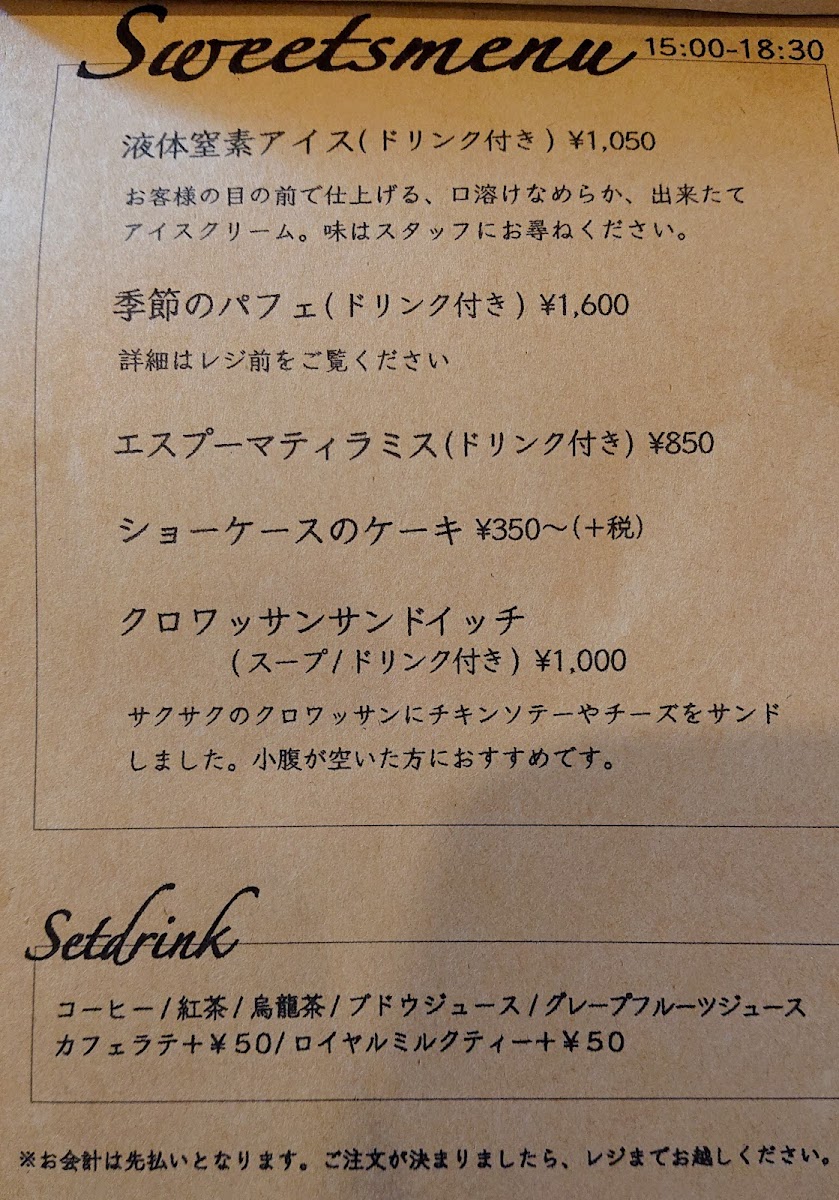 Sweetsmenu 15:00-18:30
液体窒素アイス(ドリンク付き) ¥1,050
お客様の目の前で仕上げる、口溶けなめらか、出来たて
アイスクリーム。味はスタッフにお尋ねください。
季節のパフェ(ドリンク付き) ¥1,600
詳細はレジ前をご覧ください
エスプーマティラミス(ドリンク付き) ¥850
ショーケースのケーキ ¥350〜(+税)
クロワッサンサンドイッチ
(スープ/ドリンク付き) ¥1,000
サクサクのクロワッサンにチキンソテーやチーズをサンド
しました。小腹が空いた方におすすめです。
Setdrink
コーヒー/紅茶/烏龍茶/ブドウジュース/グレープフルーツジュース
カフェラテ+¥50/ロイヤルミルクティー+¥50
※お会計は先払いとなります。ご注文が決まりましたら、レジまでお越しください。